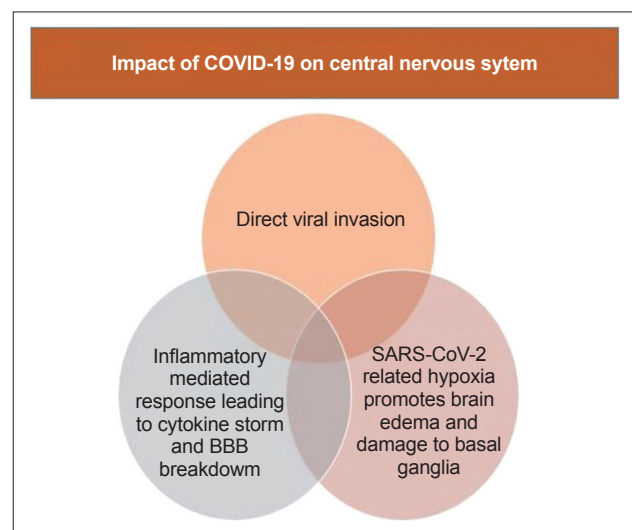 Impact of COVID-19 on central nervous sytem
Direct viral invasion
Inflammatory
mediated
response leading
to cytokine storm
and BBB
breakdowm
SARS-CoV-2
related hypoxia
promotes brain
edema and
damage to basal
ganglia